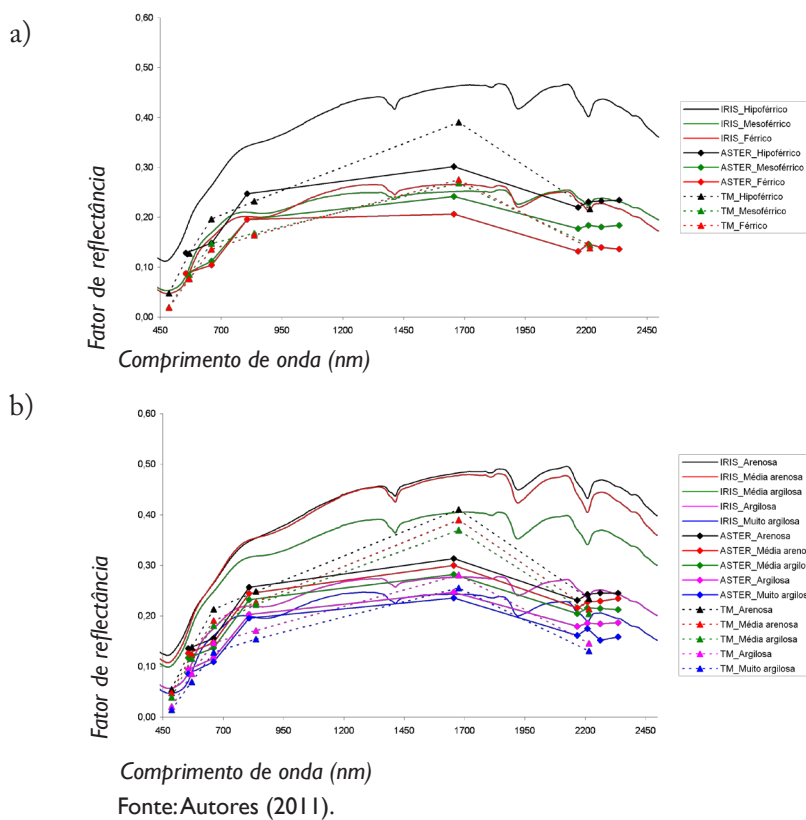 a)
0,60
0,50
0,40
0,30
0,20
0,10
0,00
450 700 950 1200 1450 1700 1950 2200 2450
Fator de reflectância
Comprimento de onda (nm)
IRIS_Hipoférrico
IRIS_Mesoférrico
IRIS_Férrico
ASTER_Hipoférrico
ASTER_Mesoférrico
ASTER_Férrico
TM_Hipoférrico
TM_Mesoférrico
TM_Férrico
b)
0,60
0,50
0,40
0,30
0,20
0,10
0,00
450 700 950 1200 1450 1700 1950 2200 2450
Fator de reflectância
Comprimento de onda (nm)
IRIS_Arenosa
IRIS_Média arenosa
IRIS_Média argilosa
IRIS_Argilosa
IRIS_Muito argilosa
ASTER_Arenosa
ASTER_Média areno
ASTER_Média argilo
ASTER_Argilosa
ASTER_Muito argilos
TM_Arenosa
TM_Média arenosa
TM_Média argilosa
TM_Argilosa
TM_Muito argilosa
Fonte: Autores (2011).